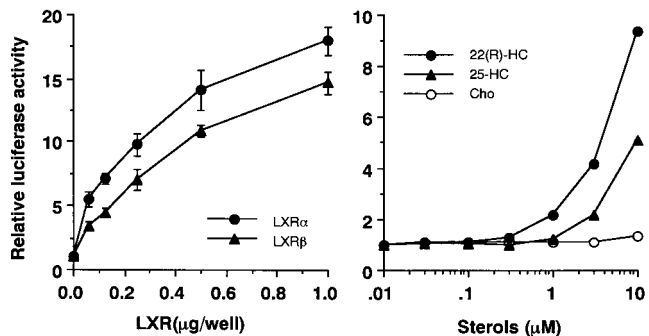 Relative luciferase activity
20
15
10
5
0
0.0 0.2 0.4 0.6 0.8 1.0
LXR(μg/well)
LXRα
LXRβ
10
8
6
4
2
0
.01 .1 1 10
Sterols (μM)
22(R)-HC
25-HC
Cho